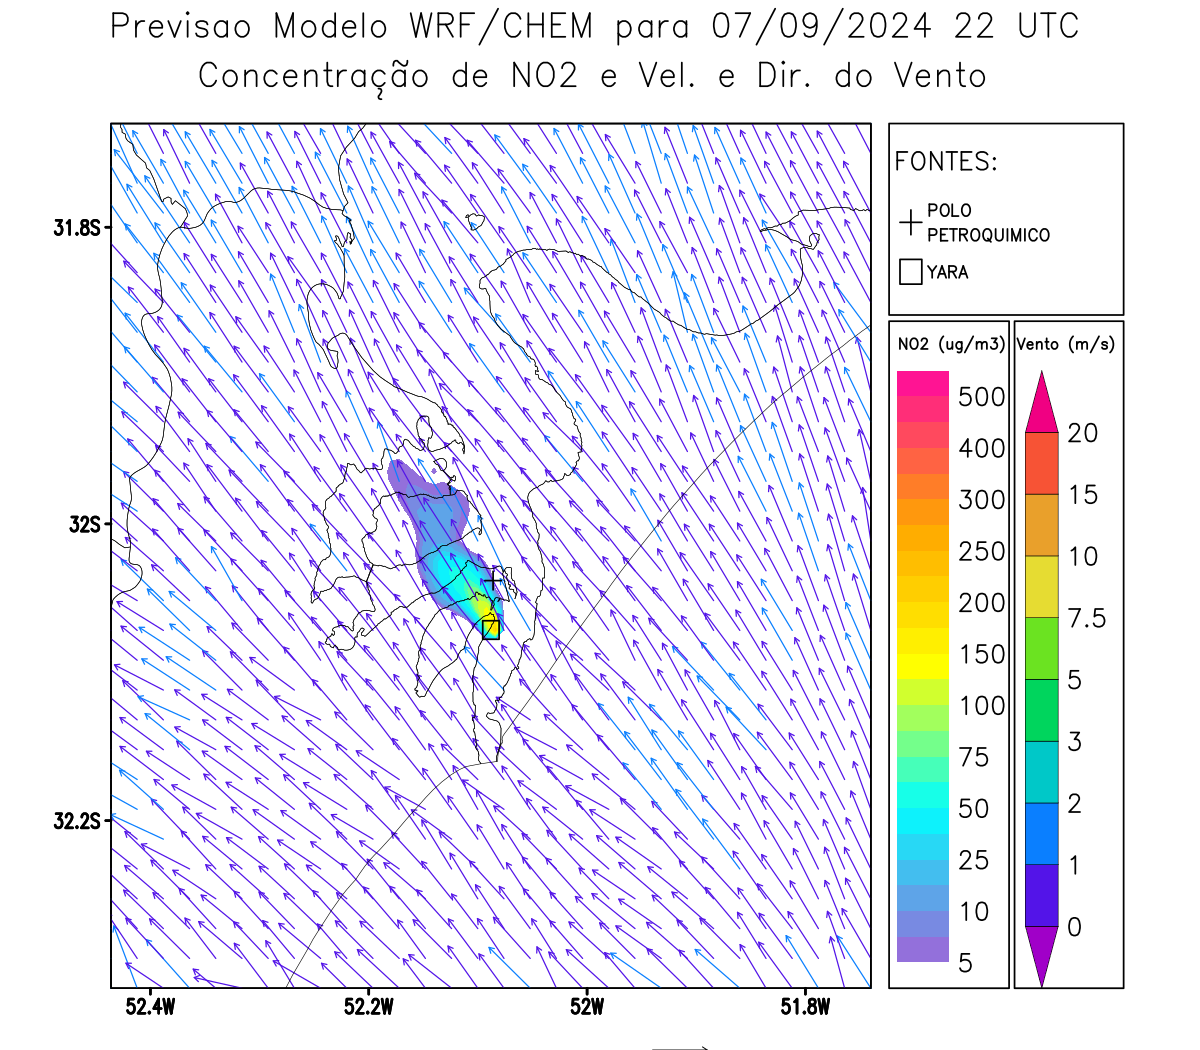 Previsao Modelo WRF/CHEM para 07/09/2024 22 UTC
Concentração de NO2 e Vel. e Dir. do Vento
FONTES:
POLO
PETROQUIMICO
YARA
31.8S
32S
32.2S
52.4W
52.2W
52W
51.8W
NO2 (ug/m3)
500
400
300
250
200
150
100
75
50
25
10
5
Vento (m/s)
20
15
10
7.5
5
3
2
1
0